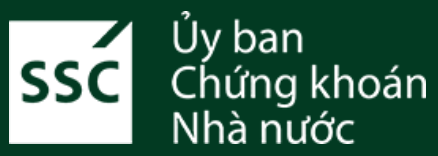 SSC
Ủy ban
Chứng khoán
Nhà nước